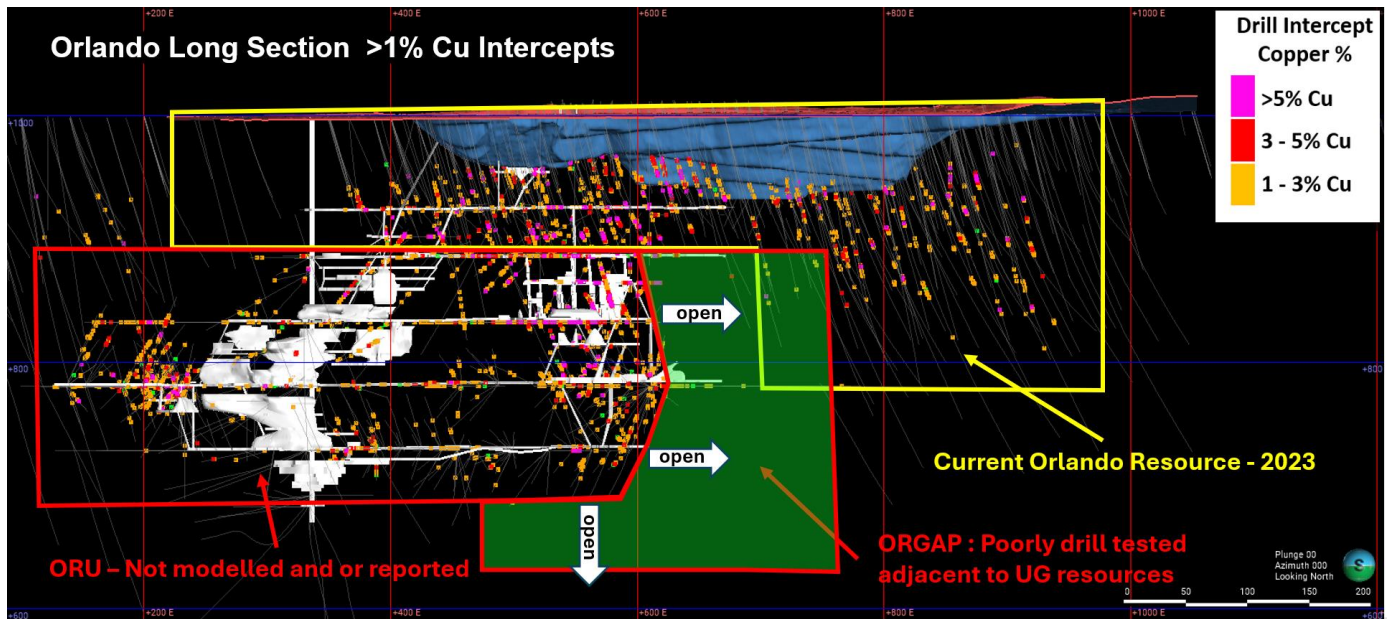 +200 E
+400 E
+600 E
+800 E
+1000 E
Orlando Long Section >1% Cu Intercepts
Drill Intercept
Copper %
>5% Cu
3 - 5% Cu
1 - 3% Cu
+1000
open
+800
+800
open
Current Orlando Resource - 2023
open
ORU – Not modelled and or reported
ORGAP : Poorly drill tested
adjacent to UG resources
Plunge 00
Azimuth 000
Looking North
S
0
50
100
150
200
+600
+200 E
+400 E
+600 E
+800 E
+1000 E
+600